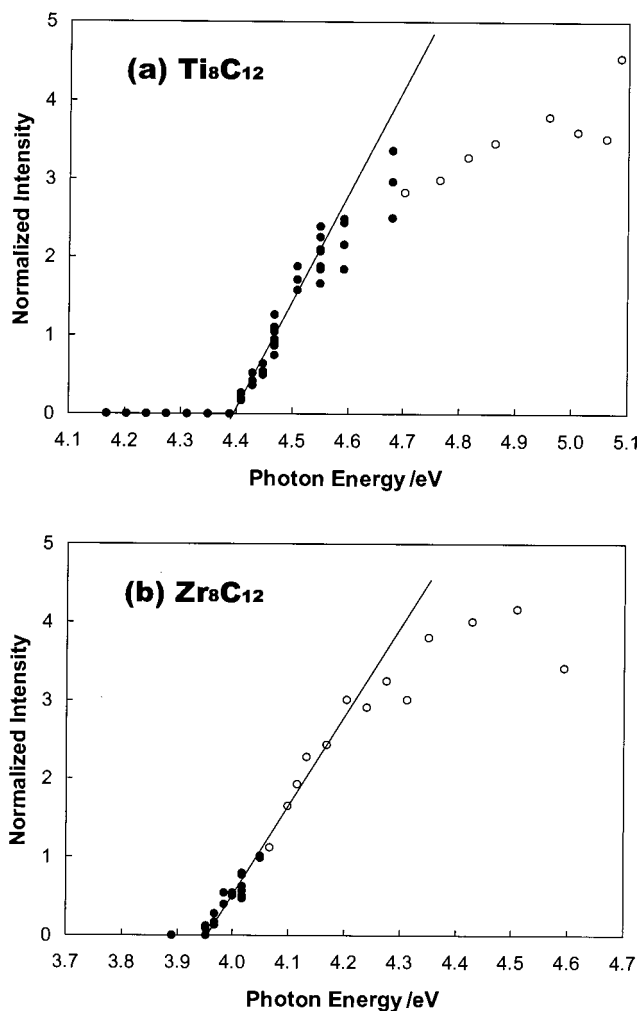 (a) Ti₈C₁₂
Normalized Intensity
5
4
3
2
1
0
4.1 4.2 4.3 4.4 4.5 4.6 4.7 4.8 4.9 5.0 5.1
Photon Energy /eV
(b) Zr₈C₁₂
Normalized Intensity
5
4
3
2
1
0
3.7 3.8 3.9 4.0 4.1 4.2 4.3 4.4 4.5 4.6 4.7
Photon Energy /eV